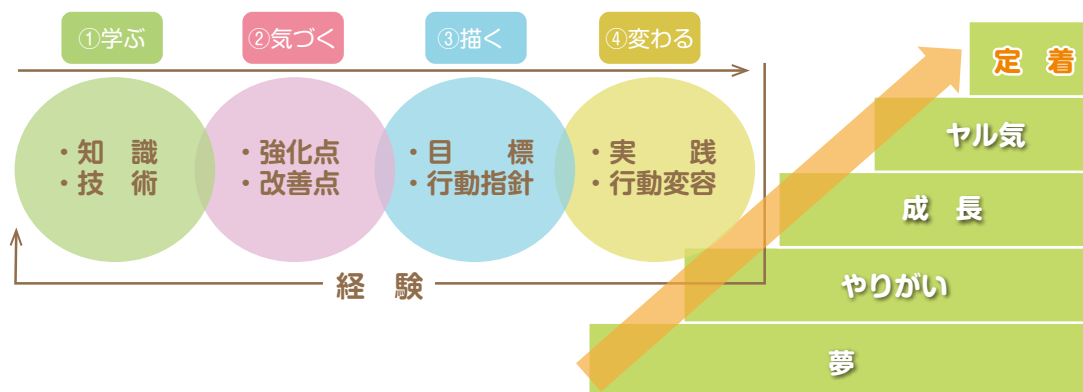 ①学ぶ
②気づく
③描く
④変わる
・知　識
・技　術
・強化点
・改善点
・目　　標
・行動指針
・実　　践
・行動変容
経　験
定　着
ヤル気
成　長
やりがい
夢